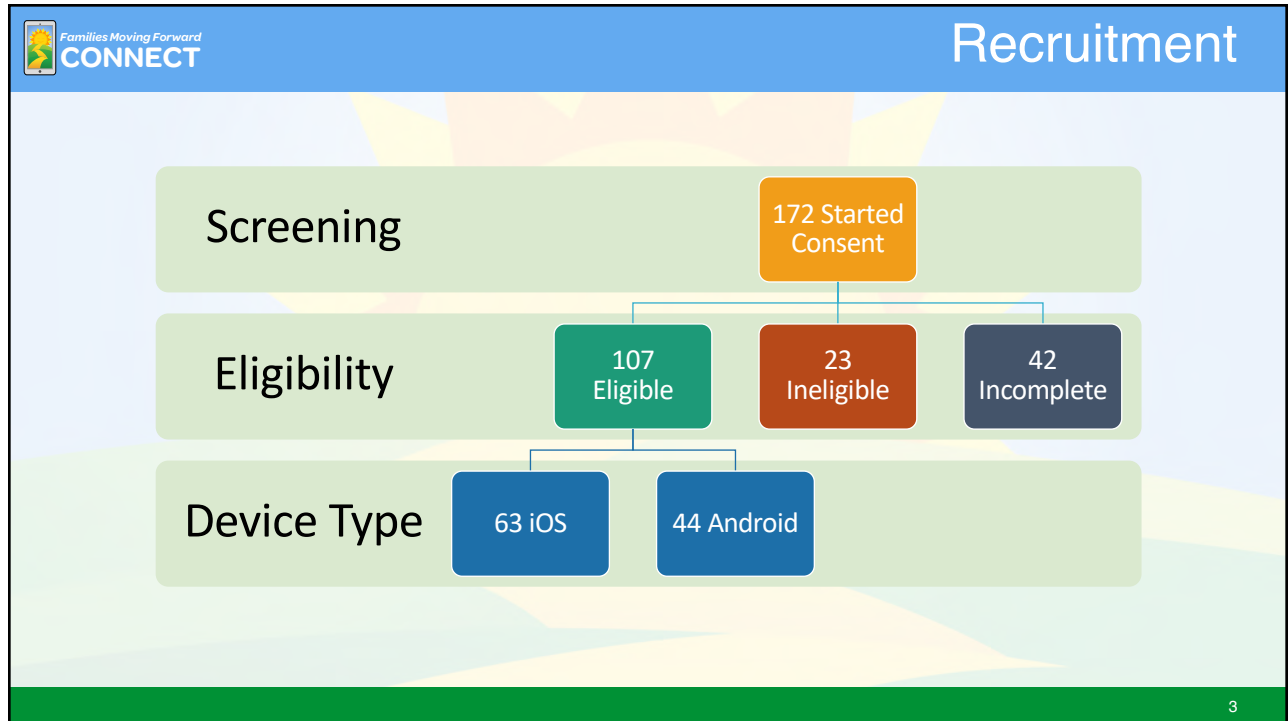 Families Moving Forward
CONNECT
Recruitment
Screening
172 Started
Consent
Eligibility
107
Eligible
23
Ineligible
42
Incomplete
Device Type
63 iOS
44 Android
3